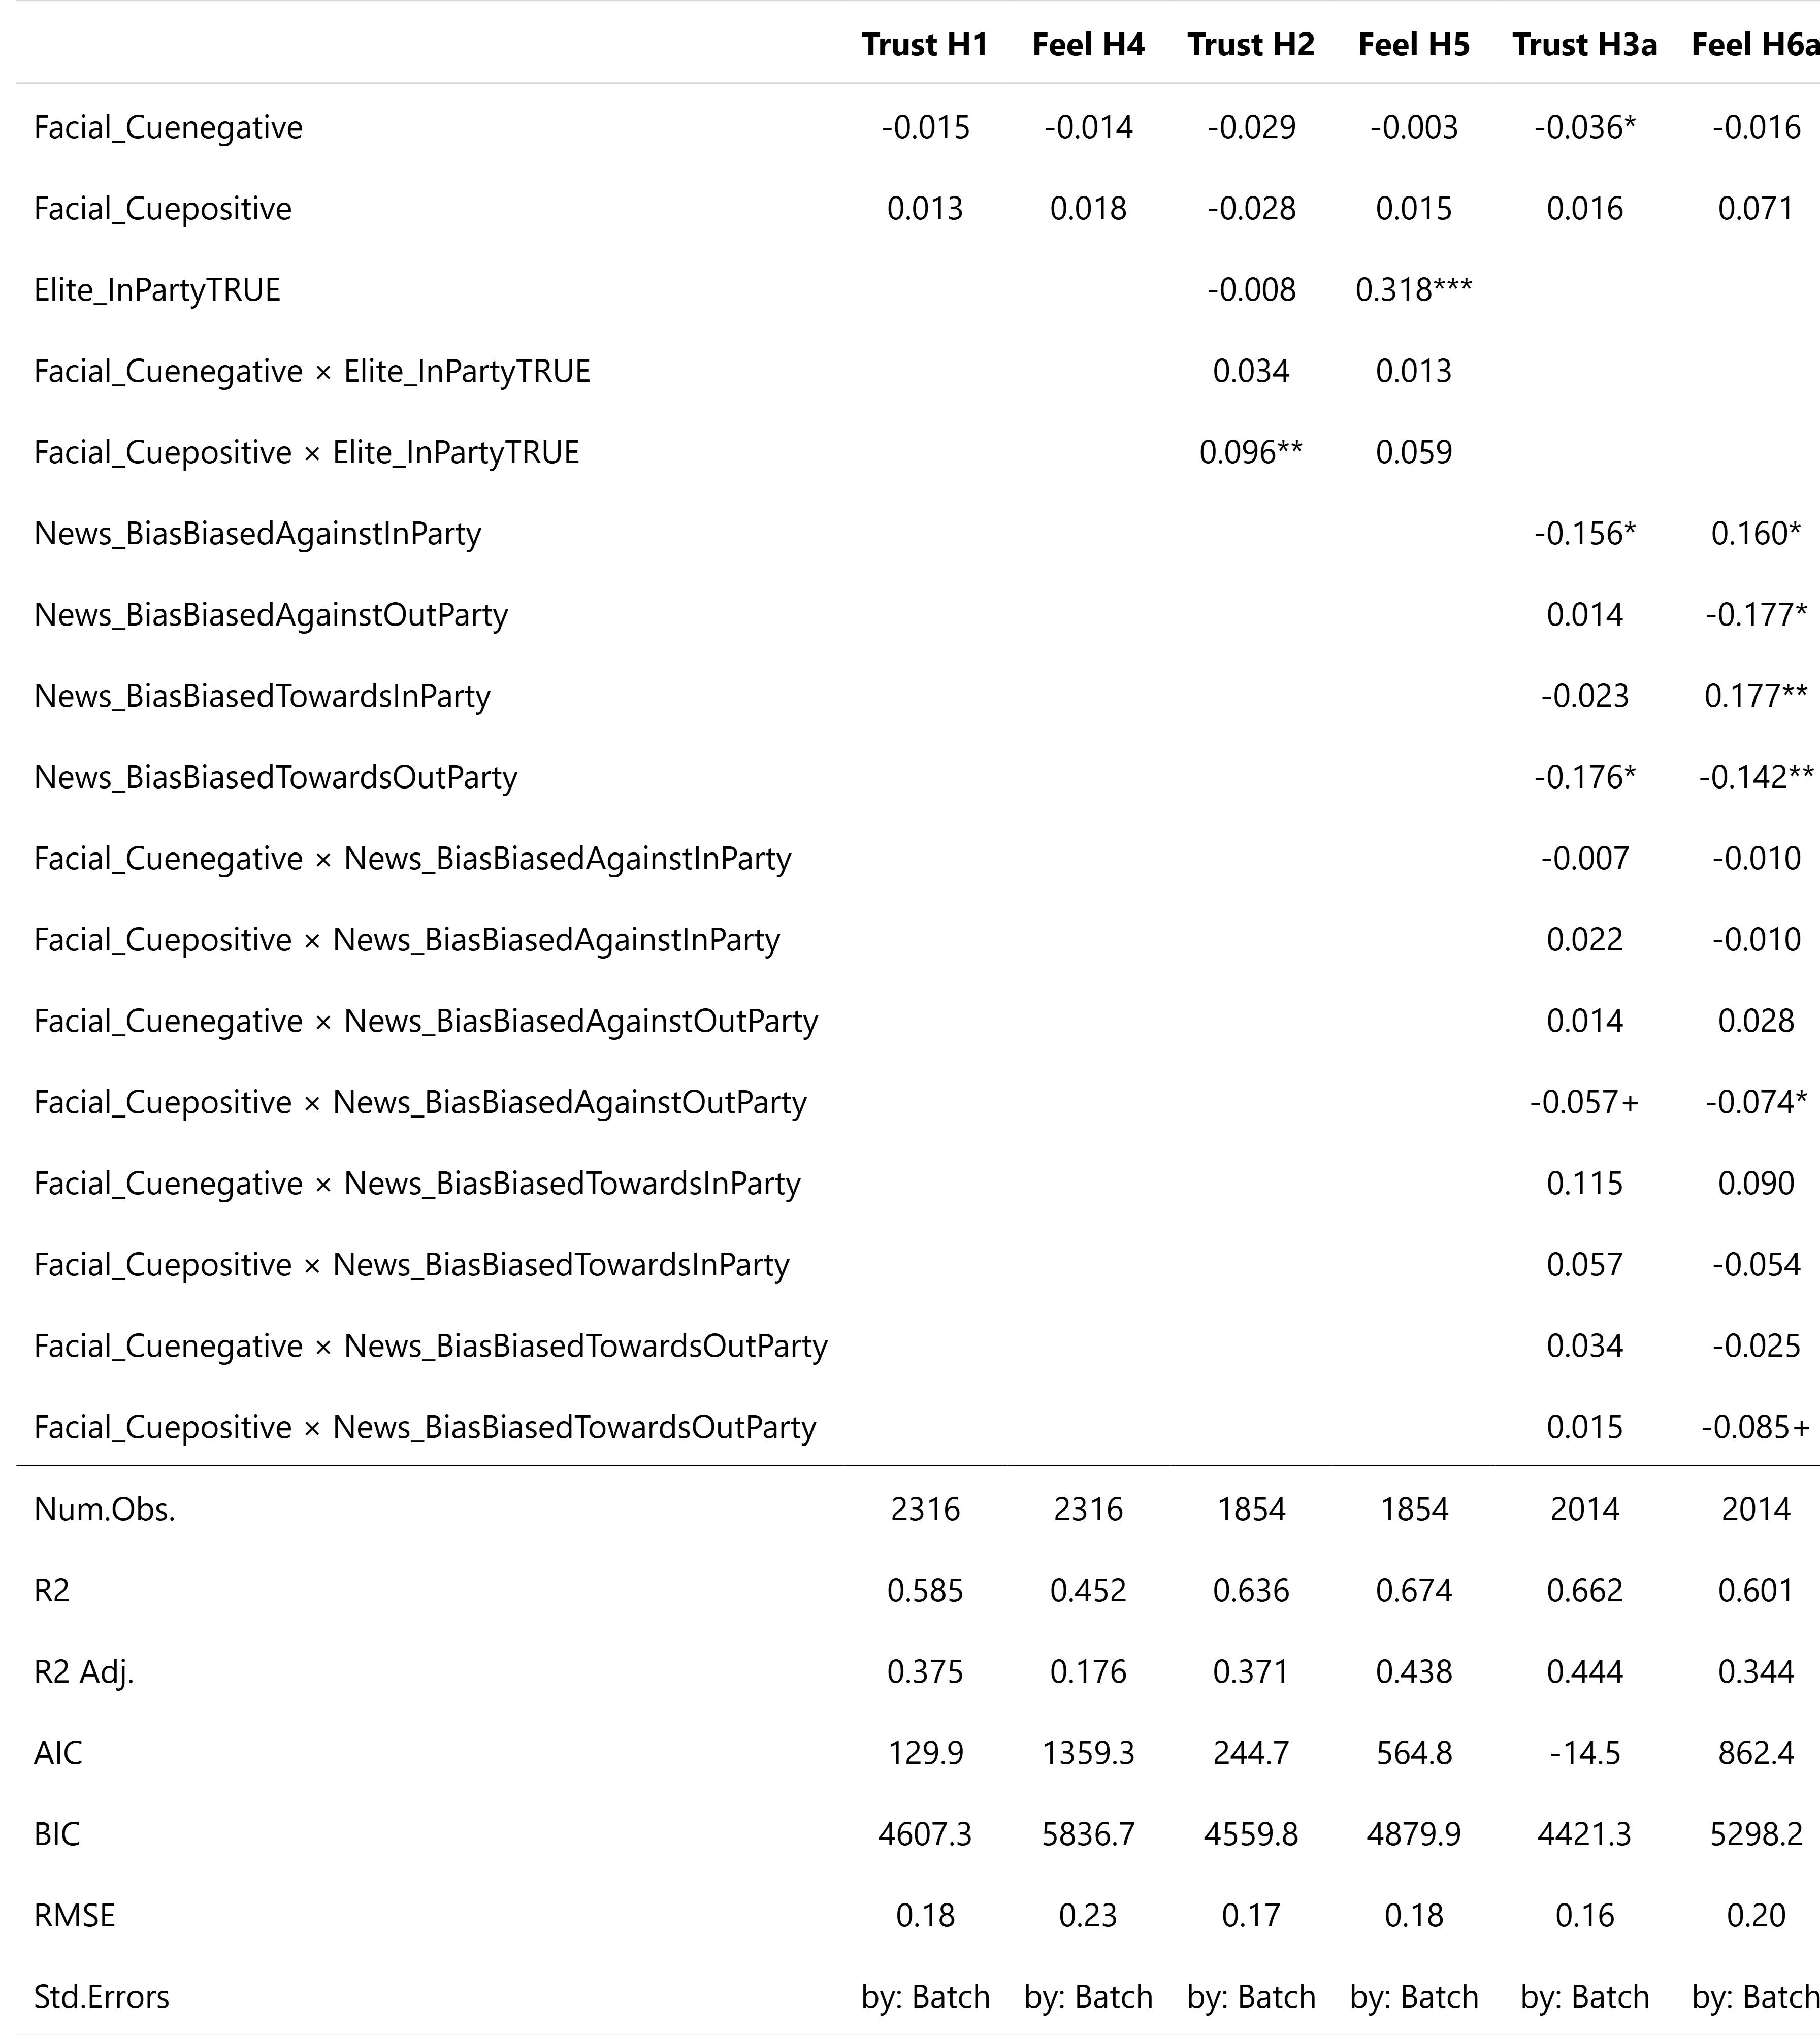 Trust H1 Feel H4 Trust H2 Feel H5 Trust H3a Feel H6a
Facial_Cuenegative -0.015 -0.014 -0.029 -0.003 -0.036* -0.016
Facial_Cuepositive 0.013 0.018 -0.028 0.015 0.016 0.071
Elite_InPartyTRUE -0.008 0.318***
Facial_Cuenegative × Elite_InPartyTRUE 0.034 0.013
Facial_Cuepositive × Elite_InPartyTRUE 0.096** 0.059
News_BiasBiasedAgainstInParty -0.156* 0.160*
News_BiasBiasedAgainstOutParty 0.014 -0.177*
News_BiasBiasedTowardsInParty -0.023 0.177**
News_BiasBiasedTowardsOutParty -0.176* -0.142**
Facial_Cuenegative × News_BiasBiasedAgainstInParty -0.007 -0.010
Facial_Cuepositive × News_BiasBiasedAgainstInParty 0.022 -0.010
Facial_Cuenegative × News_BiasBiasedAgainstOutParty 0.014 0.028
Facial_Cuepositive × News_BiasBiasedAgainstOutParty -0.057+ -0.074*
Facial_Cuenegative × News_BiasBiasedTowardsInParty 0.115 0.090
Facial_Cuepositive × News_BiasBiasedTowardsInParty 0.057 -0.054
Facial_Cuenegative × News_BiasBiasedTowardsOutParty 0.034 -0.025
Facial_Cuepositive × News_BiasBiasedTowardsOutParty 0.015 -0.085+
Num.Obs. 2316 2316 1854 1854 2014 2014
R2 0.585 0.452 0.636 0.674 0.662 0.601
R2 Adj. 0.375 0.176 0.371 0.438 0.444 0.344
AIC 129.9 1359.3 244.7 564.8 -14.5 862.4
BIC 4607.3 5836.7 4559.8 4879.9 4421.3 5298.2
RMSE 0.18 0.23 0.17 0.18 0.16 0.20
Std.Errors by: Batch by: Batch by: Batch by: Batch by: Batch by: Batch